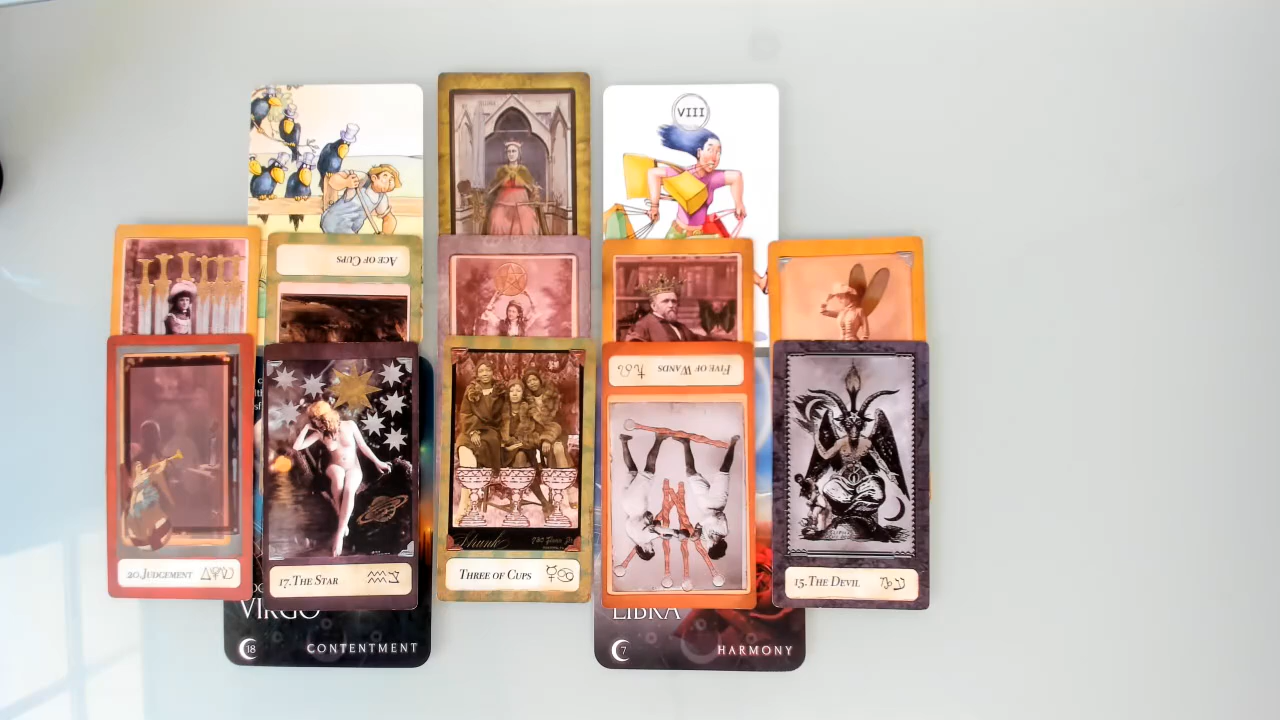 VIII
ACE OF CUPS
FIVE OF WANDS
20. JUDGEMENT
17. THE STAR
THREE OF CUPS
15. THE DEVIL
VIRGO
LIBRA
18
CONTENTMENT
7
HARMONY